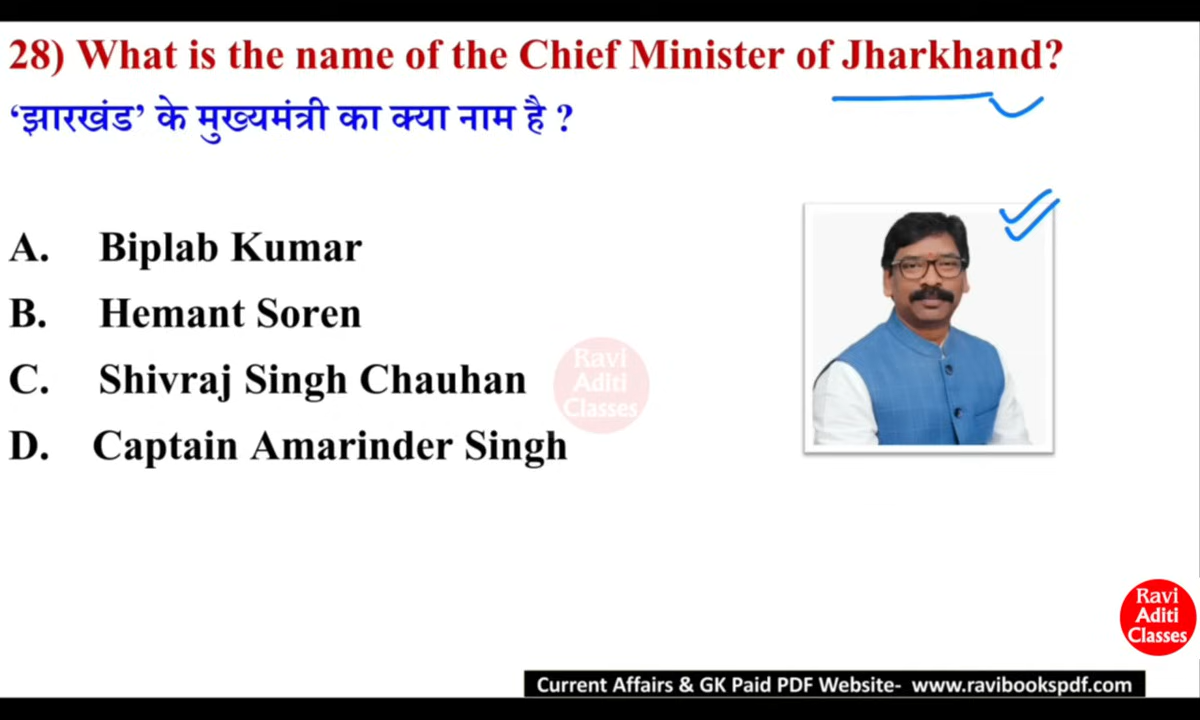 28) What is the name of the Chief Minister of Jharkhand?
‘झारखंड’ के मुख्यमंत्री का क्या नाम है ?
A. Biplab Kumar
B. Hemant Soren
C. Shivraj Singh Chauhan
D. Captain Amarinder Singh
Ravi
Aditi
Classes
Ravi
Aditi
Classes
Current Affairs & GK Paid PDF Website- www.ravibookspdf.com